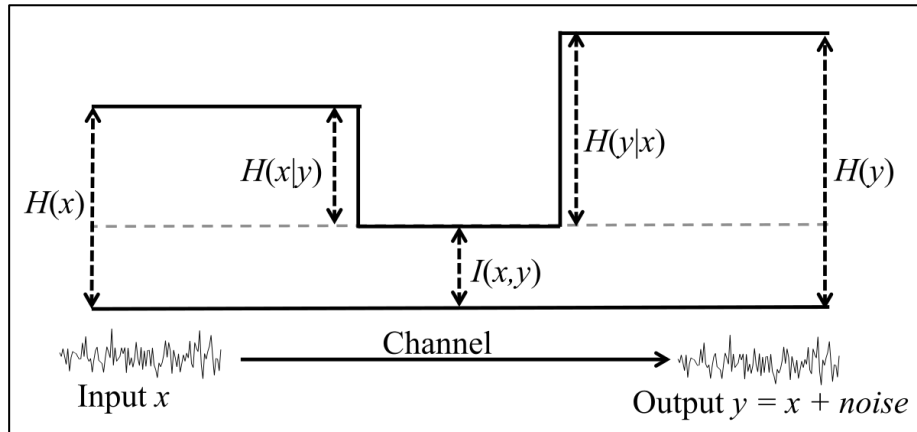 H(x)
H(x|y)
H(y|x)
H(y)
I(x,y)
Channel
Input x
Output y = x + noise